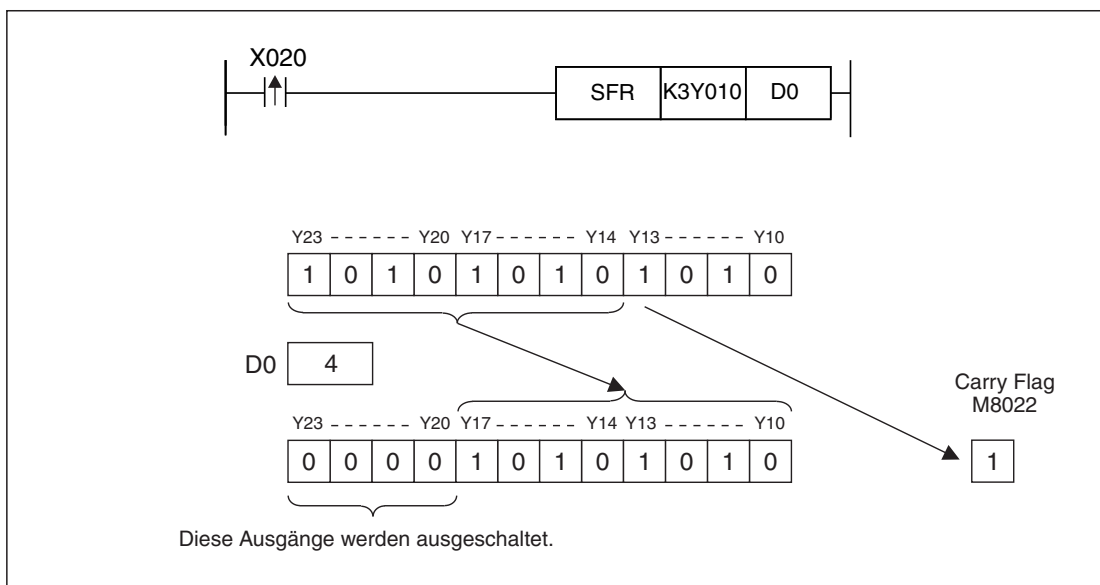 X020
SFR K3Y010 D0
Y23 - - - - - - Y20 Y17 - - - - - - Y14 Y13 - - - - - - Y10
1 0 1 0 1 0 1 0 1 0 1 0
D0 4
Carry Flag
M8022
Y23 - - - - - - Y20 Y17 - - - - - - Y14 Y13 - - - - - - Y10
0 0 0 0 1 0 1 0 1 0 1 0
1
Diese Ausgänge werden ausgeschaltet.